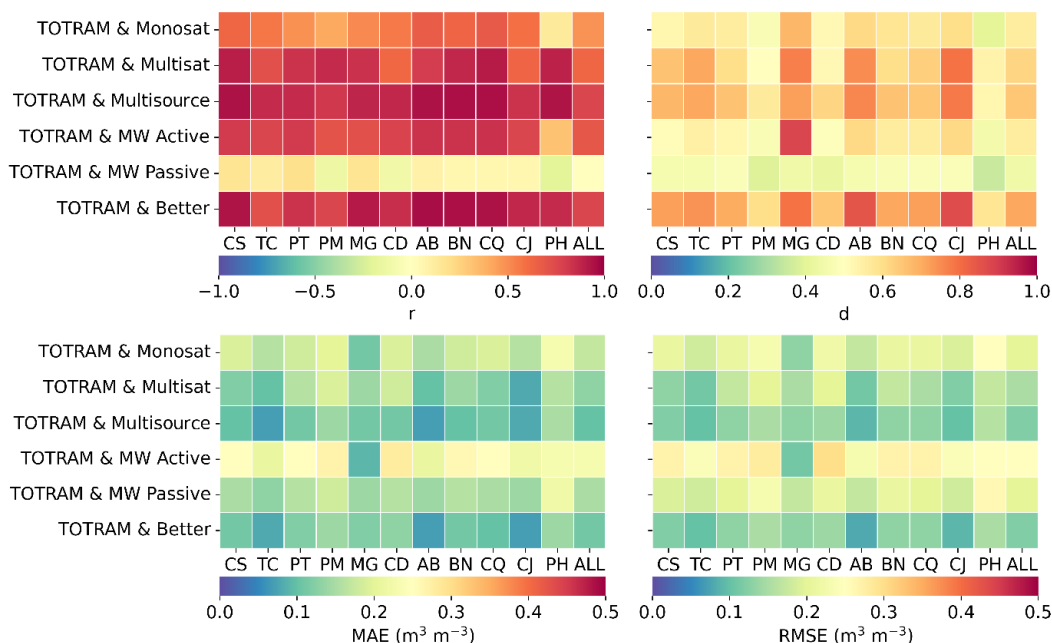 TOTRAM & Monosat
TOTRAM & Multisat
TOTRAM & Multisource
TOTRAM & MW Active
TOTRAM & MW Passive
TOTRAM & Better
CS TC PT PM MG CD AB BN CQ CJ PH ALL
−1.0 −0.5 0.0 0.5 1.0
r
CS TC PT PM MG CD AB BN CQ CJ PH ALL
0.0 0.2 0.4 0.6 0.8 1.0
d
TOTRAM & Monosat
TOTRAM & Multisat
TOTRAM & Multisource
TOTRAM & MW Active
TOTRAM & MW Passive
TOTRAM & Better
CS TC PT PM MG CD AB BN CQ CJ PH ALL
0.0 0.1 0.2 0.3 0.4 0.5
MAE (m³ m⁻³)
CS TC PT PM MG CD AB BN CQ CJ PH ALL
0.0 0.1 0.2 0.3 0.4 0.5
RMSE (m³ m⁻³)